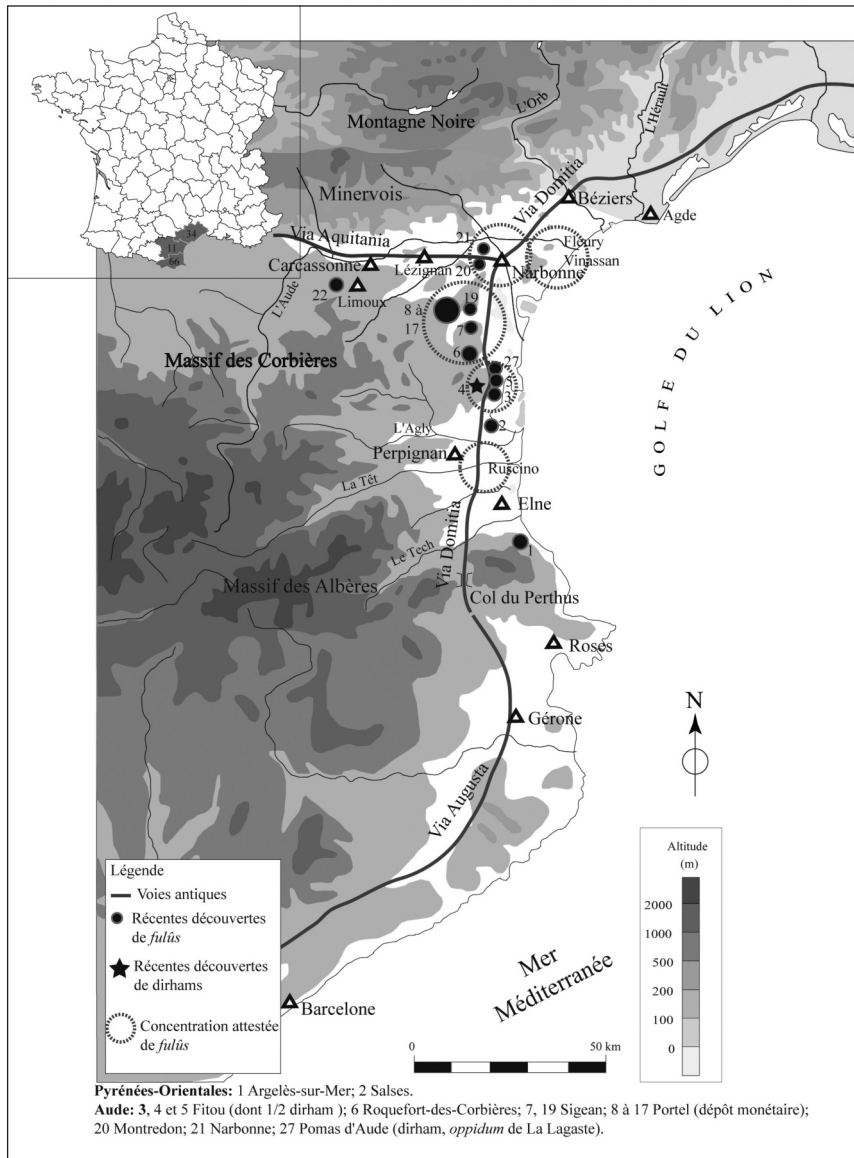 34
11
66
Montagne Noire
L'Orb
L'Hérault
Minervois
Via Domitia
Béziers
Agde
Via Aquitania
21
Fleury
Vinassan
Carcassonne
Lézignan
20
Narbonne
22
Limoux
L'Aude
8 à
17
19
7
6
Massif des Corbières
27
5
4
3
2
L'Agly
Perpignan
Ruscino
La Têt
Elne
Le Tech
1
Via Domitia
Massif des Albères
Col du Perthus
Roses
Gérone
Via Augusta
Barcelone
GOLFE DU LION
N
Mer
Méditerranée
Légende
Voies antiques
Récentes découvertes
de fulûs
Récentes découvertes
de dirhams
Concentration attestée
de fulûs
Altitude
(m)
2000
1000
500
200
100
0
0 50 km
Pyrénées-Orientales: 1 Argelès-sur-Mer; 2 Salses.
Aude: 3, 4 et 5 Fitou (dont 1/2 dirham ); 6 Roquefort-des-Corbières; 7, 19 Sigean; 8 à 17 Portel (dépôt monétaire);
20 Montredon; 21 Narbonne; 27 Pomas d'Aude (dirham, oppidum de La Lagaste).